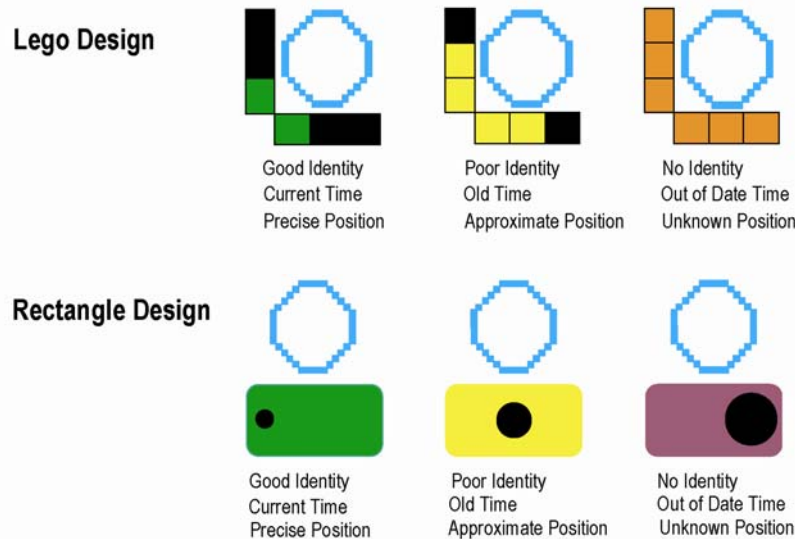 Lego Design
Good Identity
Current Time
Precise Position
Poor Identity
Old Time
Approximate Position
No Identity
Out of Date Time
Unknown Position
Rectangle Design
Good Identity
Current Time
Precise Position
Poor Identity
Old Time
Approximate Position
No Identity
Out of Date Time
Unknown Position